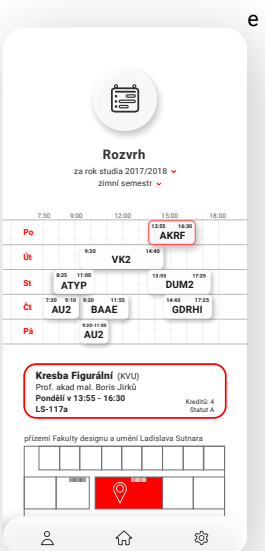 e
Rozvrh
za rok studia 2017/2018
zimní semestr
7:30 9:00 12:00 15:00 18:00
Po 13:55 16:30
AKRF
Út 9:20 14:40
VK2
St 8:25 11:00 13:55 17:25
ATYP DUM2
Čt 7:30 9:10 9:20 11:55 14:40 17:25
AU2 BAAE GDRHI
Pá 9:20-11:00
AU2
Kresba Figurální (KVU)
Prof. akad mal. Boris Jirků
Pondělí v 13:55 - 16:30 Kreditů: 4
LS-117a Statut A
přízemí Fakulty designu a umění Ladislava Sutnara